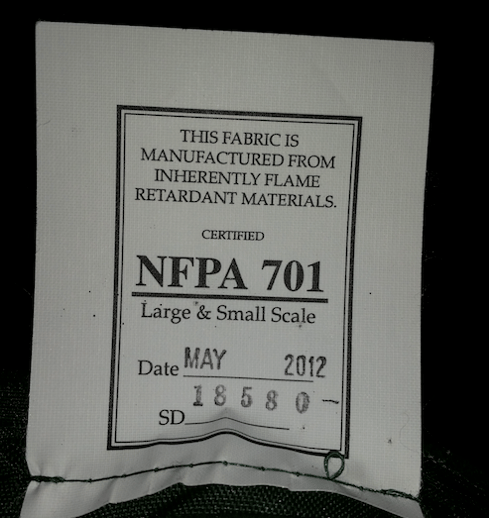 THIS FABRIC IS
MANUFACTURED FROM
INHERENTLY FLAME
RETARDANT MATERIALS.
CERTIFIED
NFPA 701
Large & Small Scale
Date MAY 2012
18580-
SD